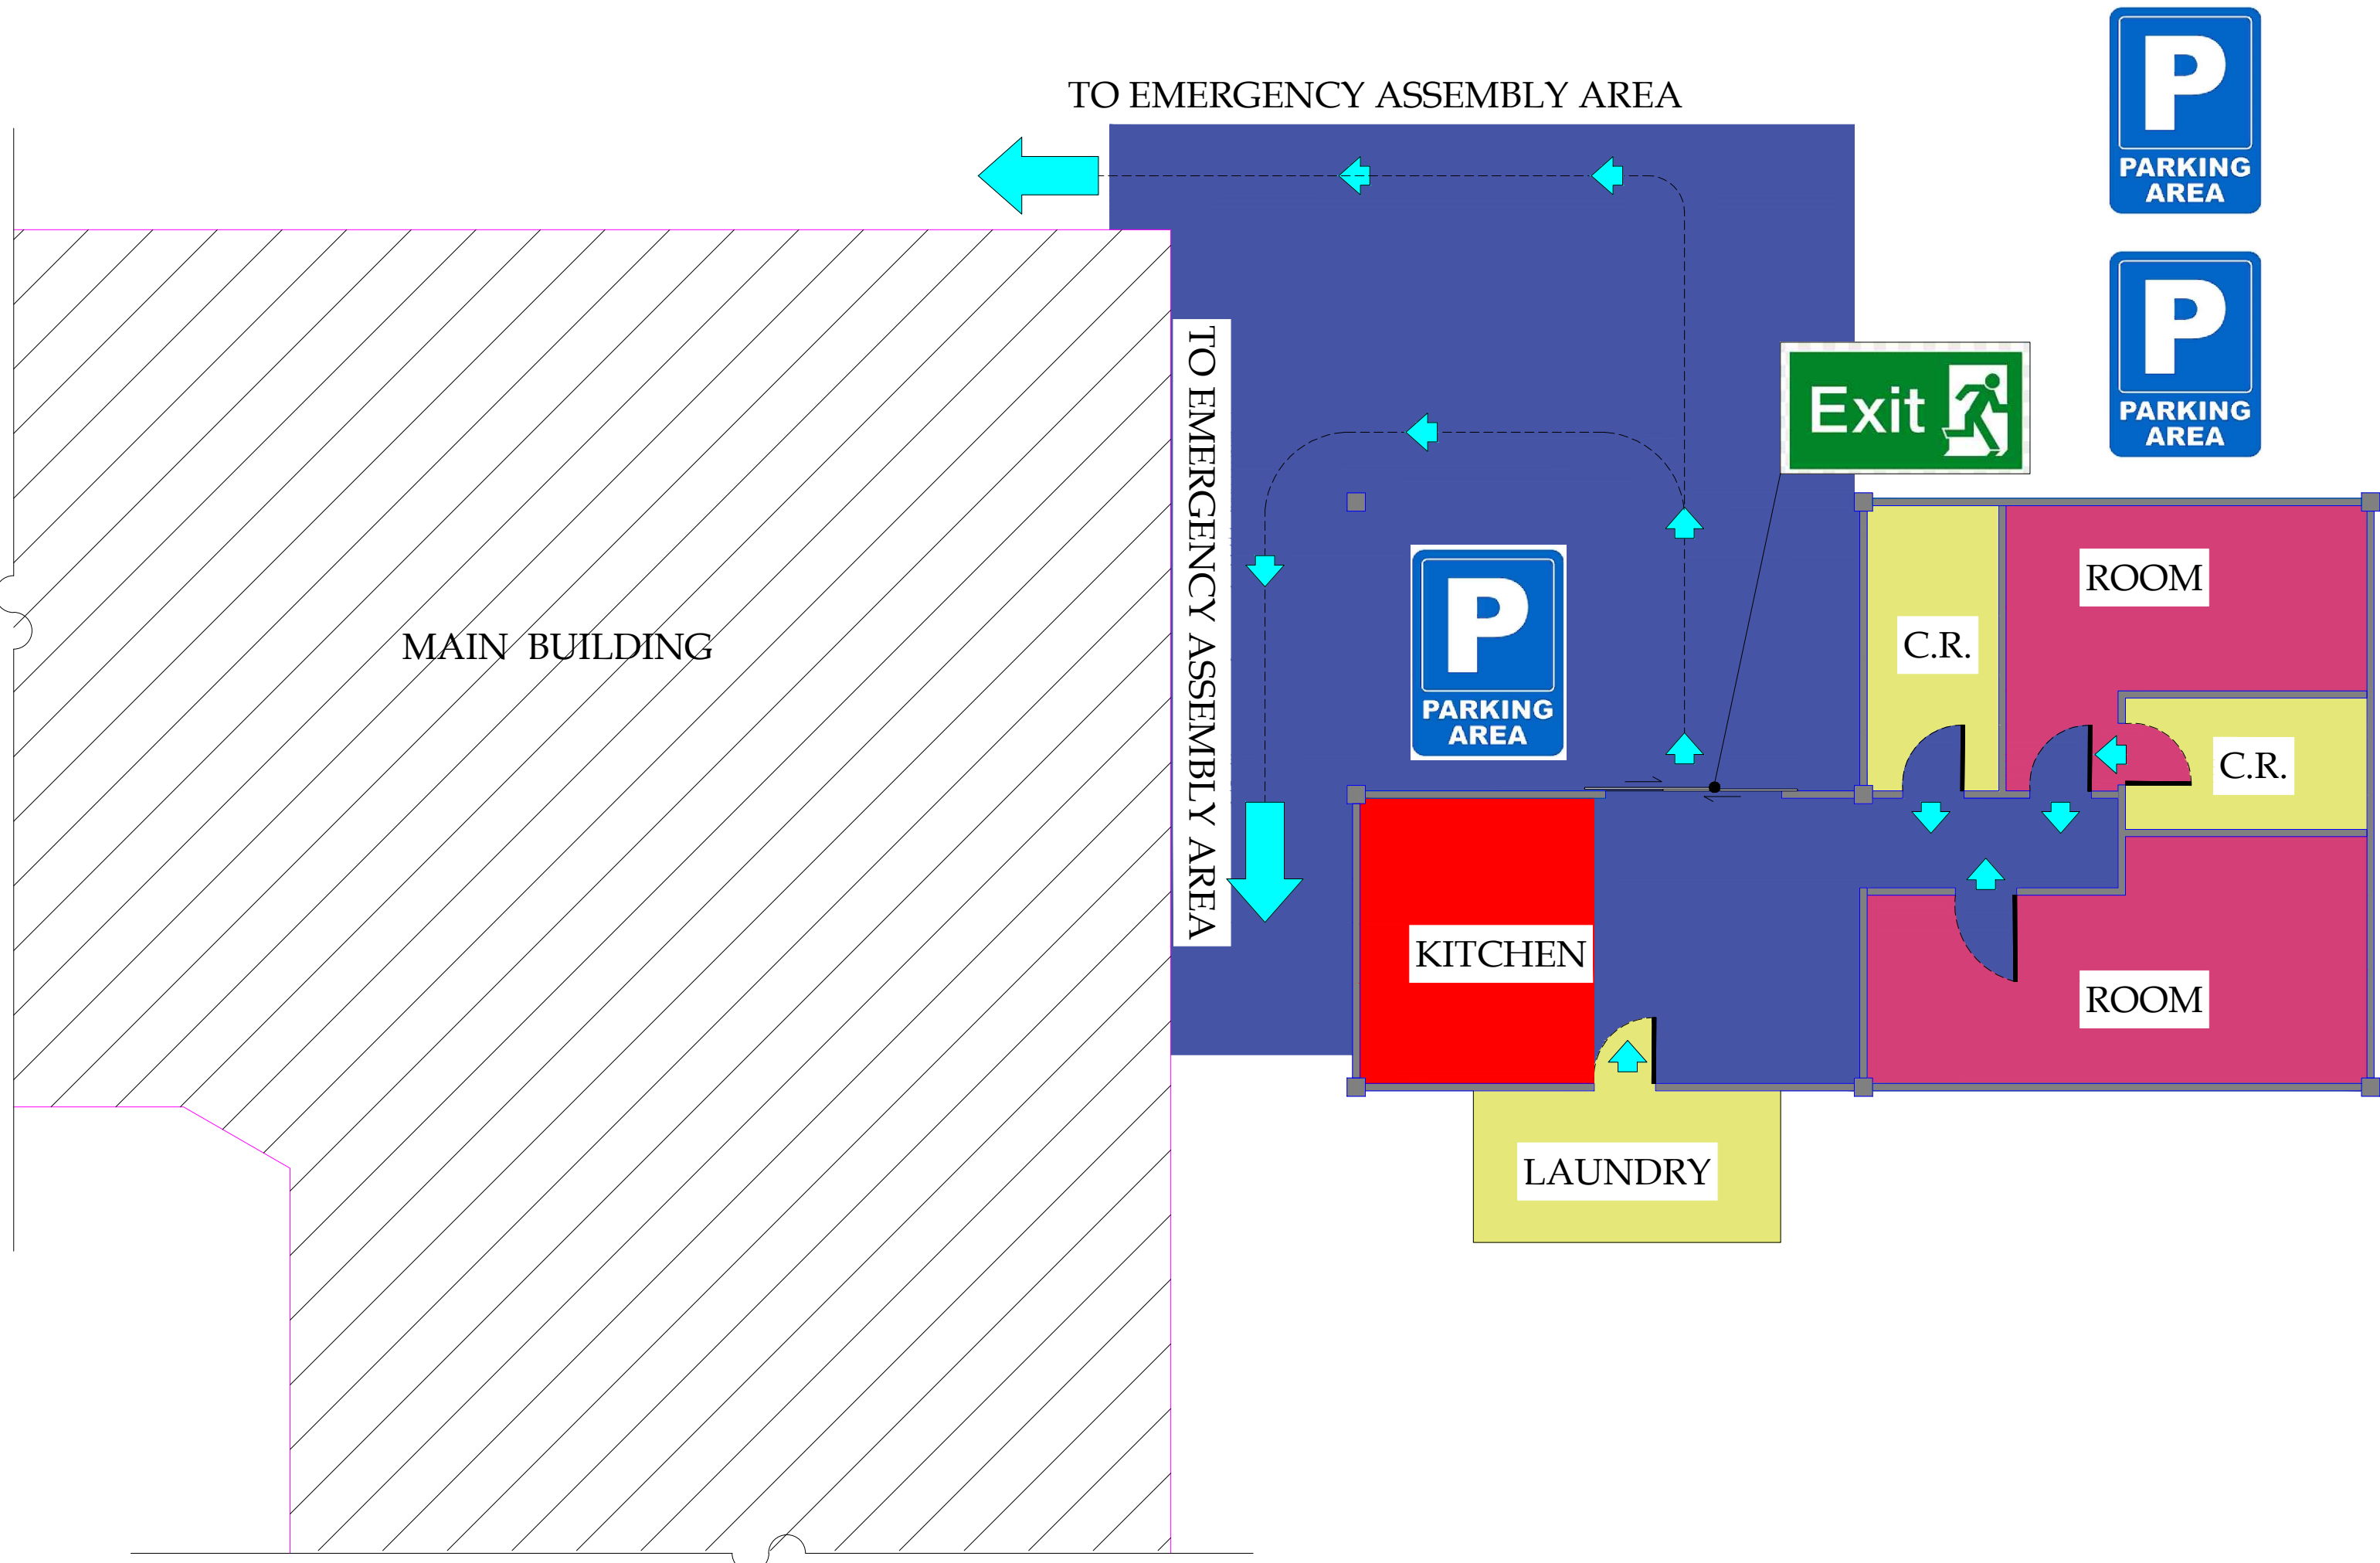 TO EMERGENCY ASSEMBLY AREA
P
PARKING
AREA
P
PARKING
AREA
TO EMERGENCY ASSEMBLY AREA
Exit
P
PARKING
AREA
MAIN BUILDING
ROOM
C.R.
C.R.
KITCHEN
ROOM
LAUNDRY